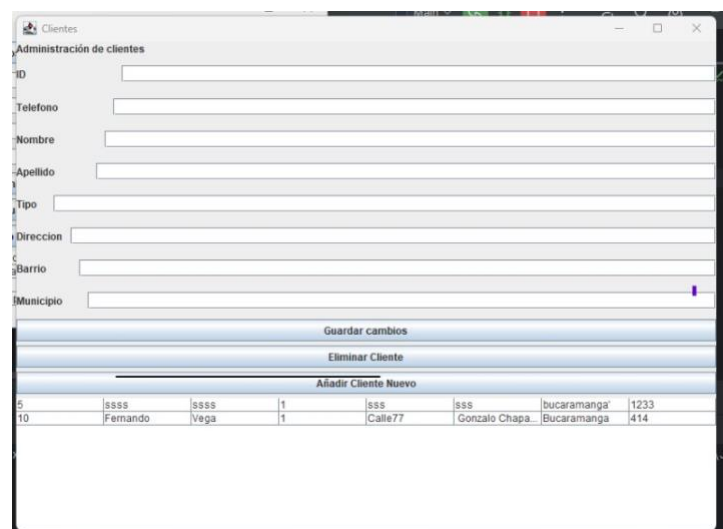 Clientes
Administración de clientes
ID
Telefono
Nombre
Apellido
Tipo
Direccion
Barrio
Municipio
Guardar cambios
Eliminar Cliente
Añadir Cliente Nuevo
5 ssss ssss 1 sss sss bucaramanga' 1233
10 Fernando Vega 1 Calle77 Gonzalo Chapa... Bucaramanga 414